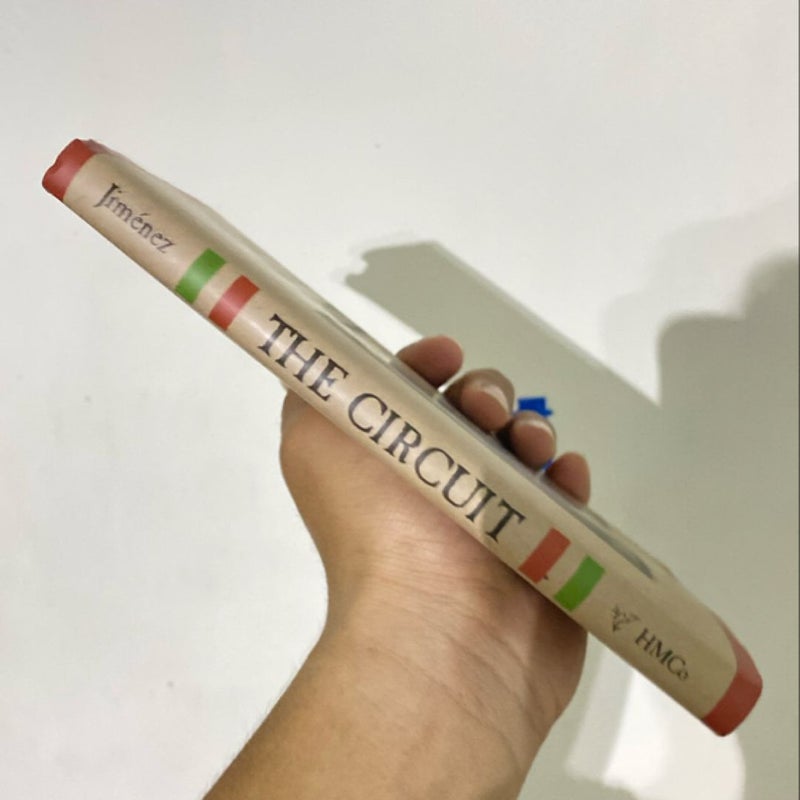 Jiménez
THE CIRCUIT
HMCo